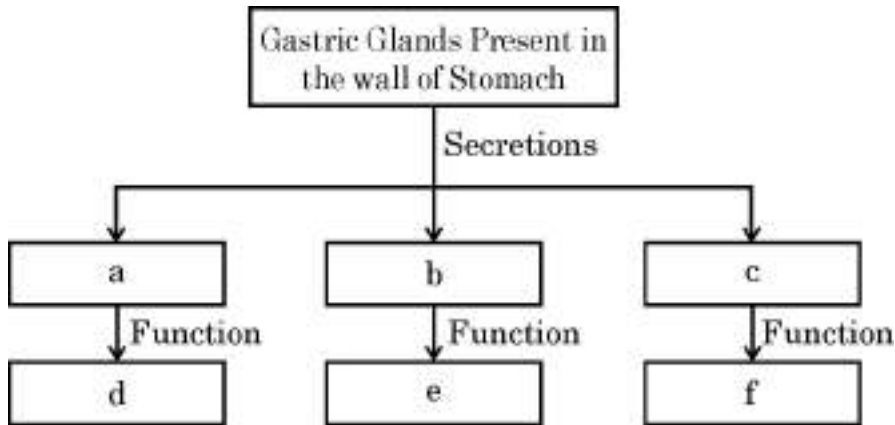 Gastric Glands Present in
the wall of Stomach
Secretions
a
b
c
Function
Function
Function
d
e
f